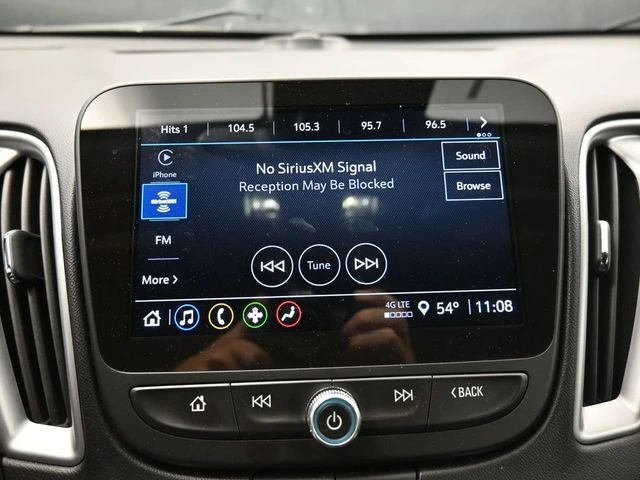 Hits 1 104.5 105.3 95.7 96.5
iPhone
No SiriusXM Signal
Reception May Be Blocked
Sound
Browse
SiriusXM
FM
More
Tune
4G LTE
54° 11:08
BACK